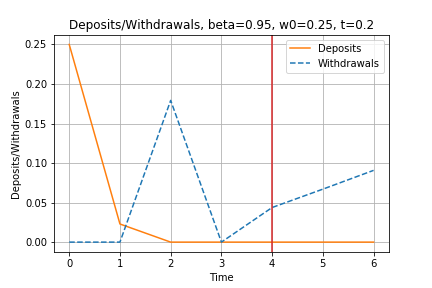 Deposits/Withdrawals, beta=0.95, w0=0.25, t=0.2
Deposits
Withdrawals
Deposits/Withdrawals
0.25
0.20
0.15
0.10
0.05
0.00
0 1 2 3 4 5 6
Time